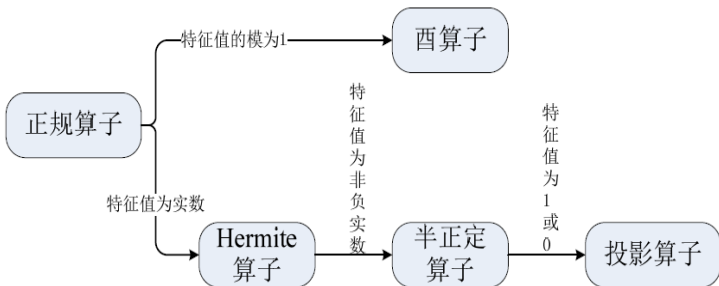 特征值的模为1
酉算子
正规算子
特征值为实数
Hermite
算子
特征值为非负实数
半正定
算子
特征值为1或0
投影算子